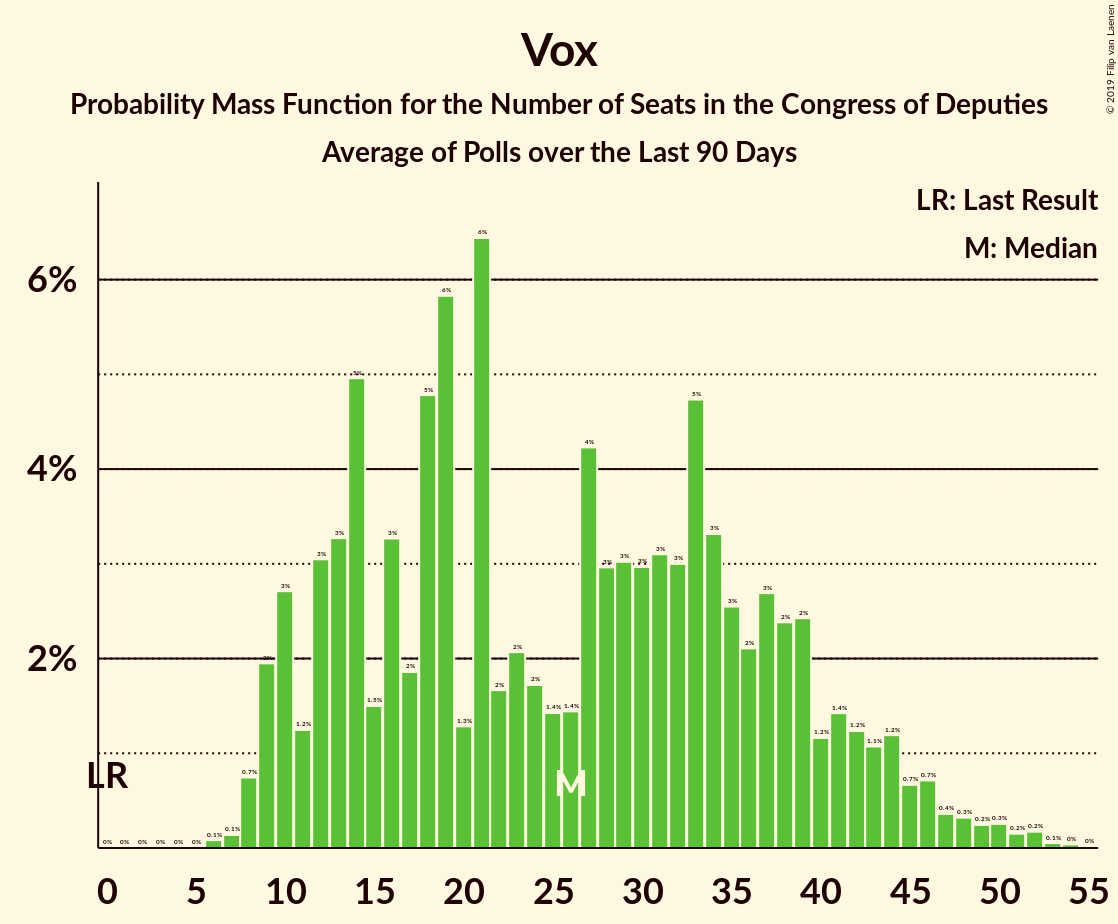 © 2019 Filip van Laenen
Vox
Probability Mass Function for the Number of Seats in the Congress of Deputies
Average of Polls over the Last 90 Days
LR: Last Result
M: Median
6%
4%
2%
LR
M
0% 0% 0% 0% 0% 0% 0.1% 0.1% 0.7% 2% 3% 1.2% 3% 3% 5% 1.5% 3% 2% 5% 6% 1.3% 6% 2% 2% 2% 1.4% 1.4% 4% 3% 3% 3% 3% 3% 5% 3% 3% 2% 3% 2% 2% 1.2% 1.4% 1.2% 1.1% 1.2% 0.7% 0.7% 0.4% 0.3% 0.2% 0.3% 0.2% 0.2% 0.1% 0% 0%
0 5 10 15 20 25 30 35 40 45 50 55